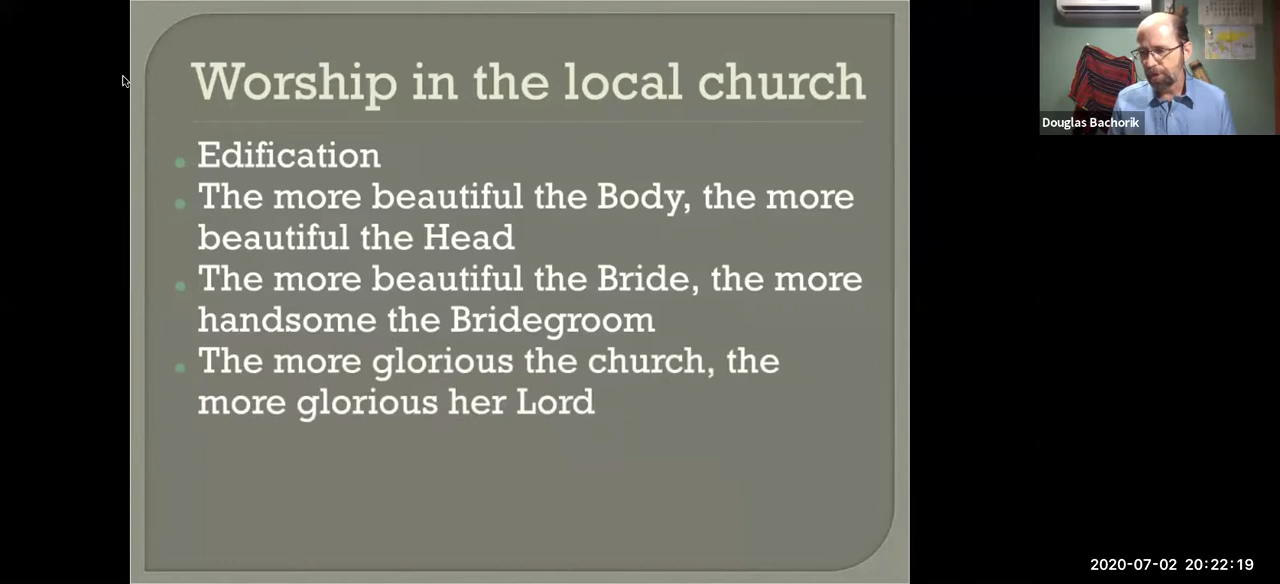 Worship in the local church
Edification
The more beautiful the Body, the more
beautiful the Head
The more beautiful the Bride, the more
handsome the Bridegroom
The more glorious the church, the
more glorious her Lord
Douglas Bachorik
2020-07-02 20:22:19